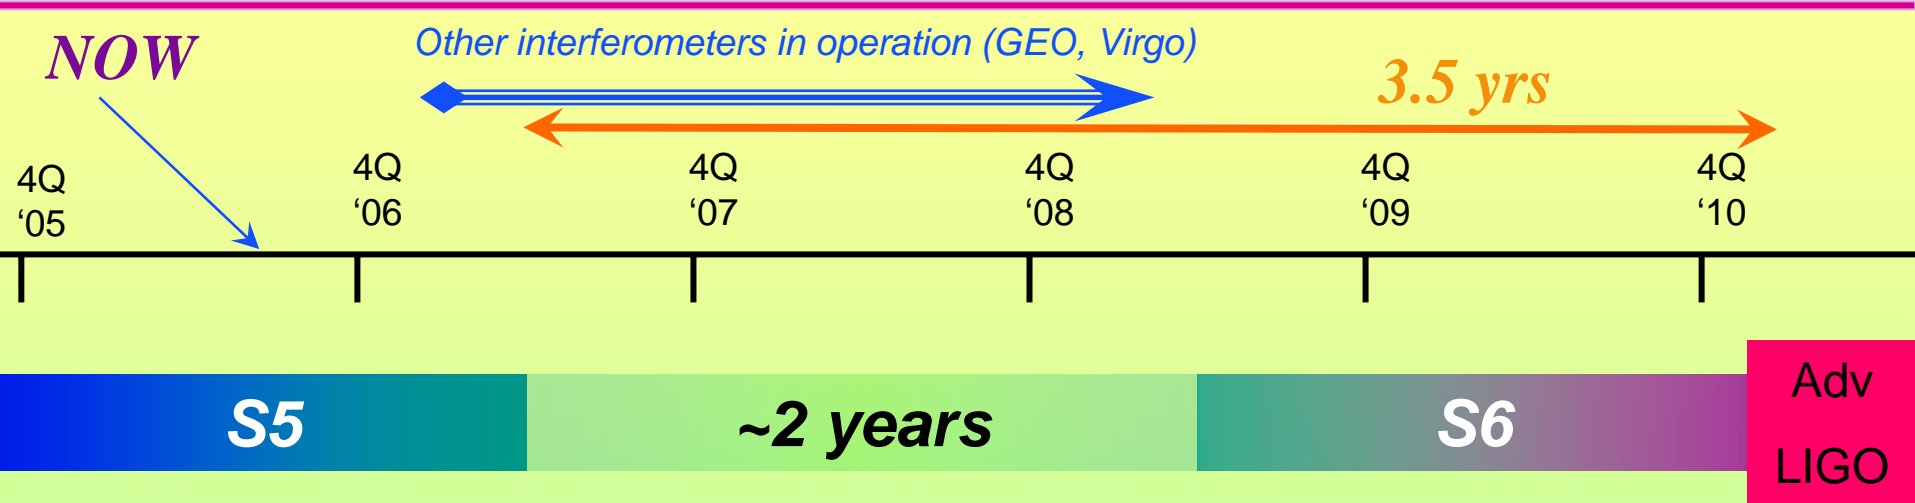 NOW
Other interferometers in operation (GEO, Virgo)
3.5 yrs
4Q
‘05
4Q
‘06
4Q
‘07
4Q
‘08
4Q
‘09
4Q
‘10
S5
~2 years
S6
Adv
LIGO